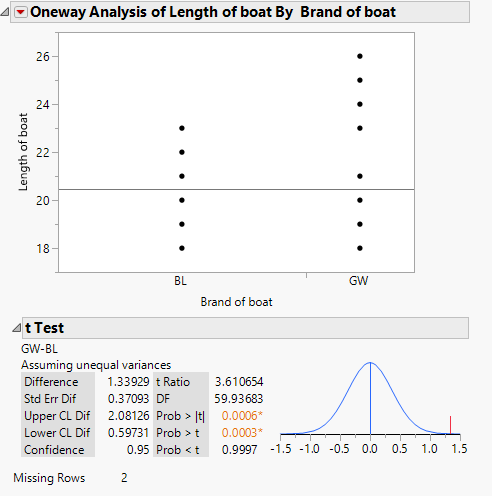 Oneway Analysis of Length of boat By Brand of boat
26
24
22
20
18
Length of boat
BL GW
Brand of boat
t Test
GW-BL
Assuming unequal variances
Difference 1.33929 t Ratio 3.610654
Std Err Dif 0.37093 DF 59.93683
Upper CL Dif 2.08126 Prob > |t| 0.0006*
Lower CL Dif 0.59731 Prob > t 0.0003*
Confidence 0.95 Prob < t 0.9997
-1.5 -1.0 -0.5 0.0 0.5 1.0 1.5
Missing Rows 2